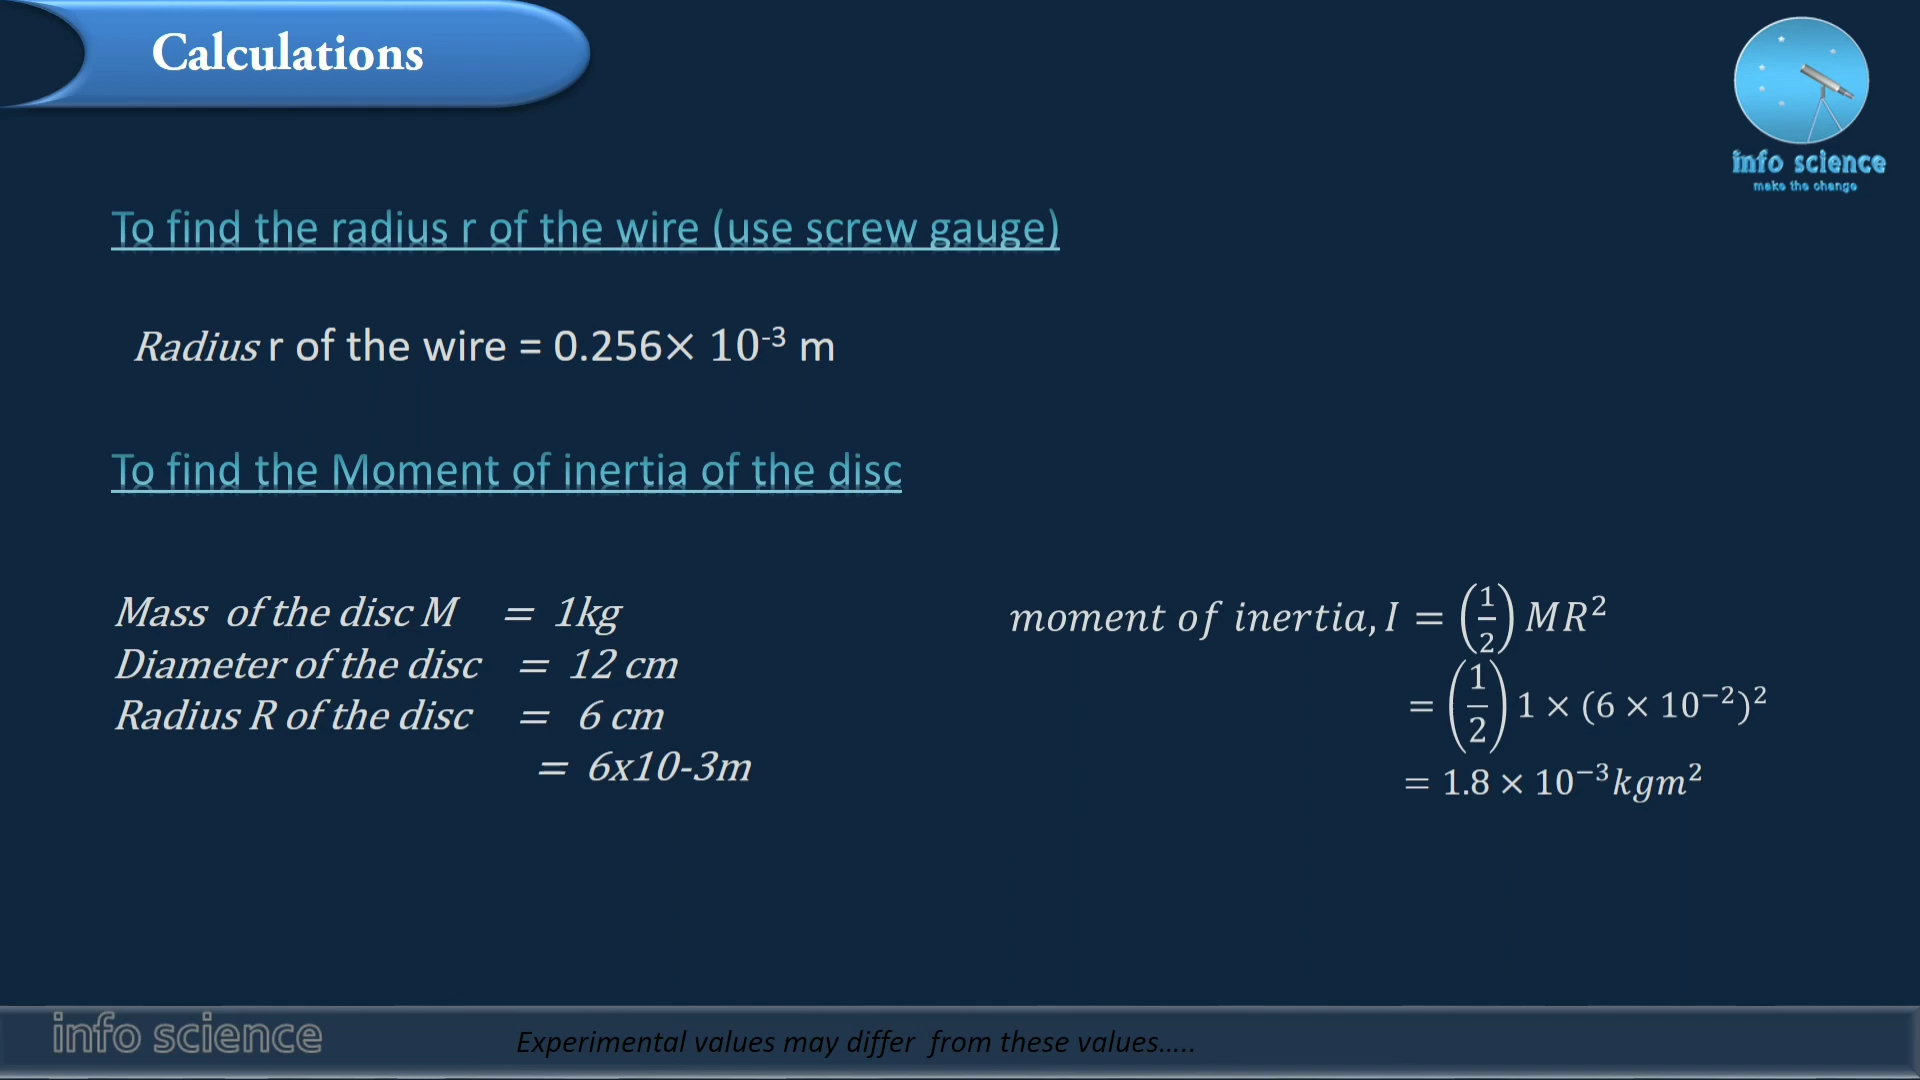 Calculations
info science
make the change
To find the radius r of the wire (use screw gauge)
Radius r of the wire = 0.256× 10⁻³ m
To find the Moment of inertia of the disc
Mass of the disc M = 1kg
Diameter of the disc = 12 cm
Radius R of the disc = 6 cm
= 6x10-3m
moment of inertia, I = (1/2) MR²
= (1/2) 1 × (6 × 10⁻²)²
= 1.8 × 10⁻³kgm²
info science
Experimental values may differ from these values.....